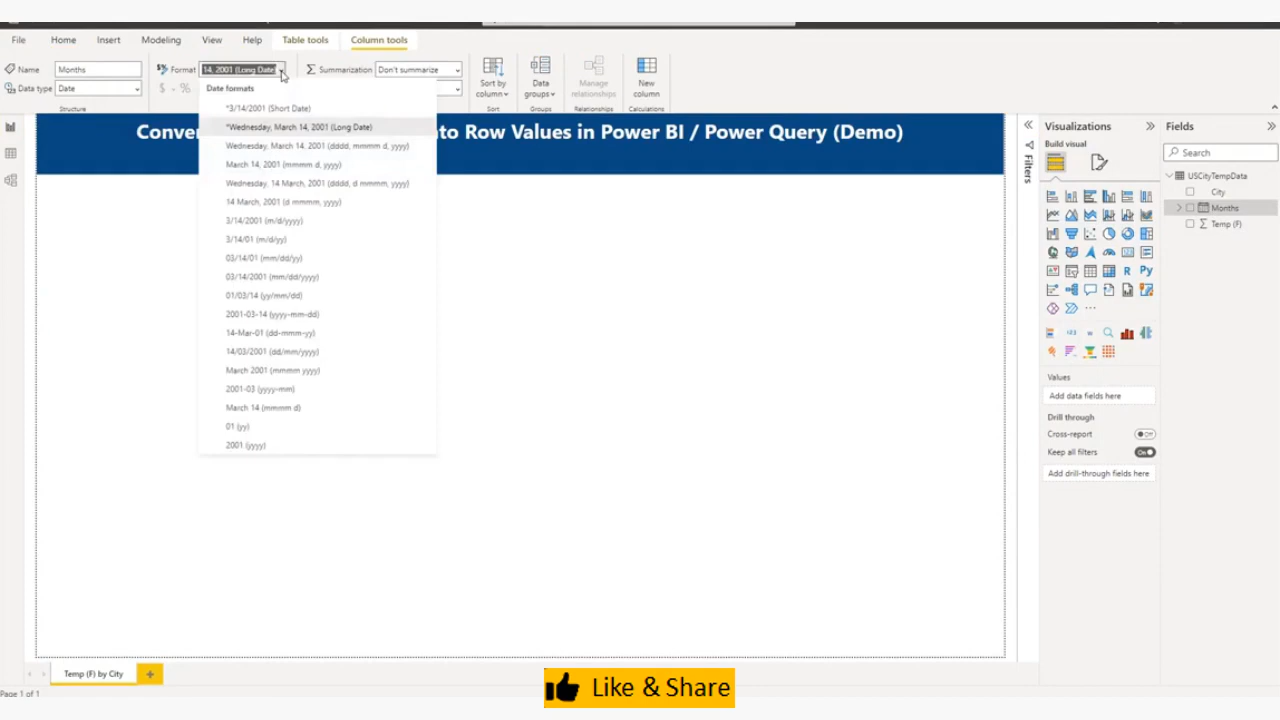 File Home Insert Modeling View Help Table tools Column tools
Name Months Format 14, 2001 (Long Date) Summarization Don't summarize
Data type Date $ - %
Sort by column Data groups Manage relationships New column
Structure Sort Groups Relationships Calculations
Date formats
*3/14/2001 (Short Date)
*Wednesday, March 14, 2001 (Long Date)
Wednesday, March 14, 2001 (dddd, mmmm d, yyyy)
March 14, 2001 (mmmm d, yyyy)
Wednesday, 14 March, 2001 (dddd, d mmmm, yyyy)
14 March, 2001 (d mmmm, yyyy)
3/14/2001 (m/d/yyyy)
3/14/01 (m/d/yy)
03/14/01 (mm/dd/yy)
03/14/2001 (mm/dd/yyyy)
01/03/14 (yy/mm/dd)
2001-03-14 (yyyy-mm-dd)
14-Mar-01 (dd-mmm-yy)
14/03/2001 (dd/mm/yyyy)
March 2001 (mmmm yyyy)
2001-03 (yyyy-mm)
March 14 (mmmm d)
01 (yy)
2001 (yyyy)
Conver to Row Values in Power BI / Power Query (Demo)
Filters
Visualizations
Build visual
R Py
123
Values
Add data fields here
Drill through
Cross-report Off
Keep all filters On
Add drill-through fields here
Fields
Search
USCityTempData
City
Months
Temp (F)
Temp (F) by City
Page 1 of 1
Like & Share